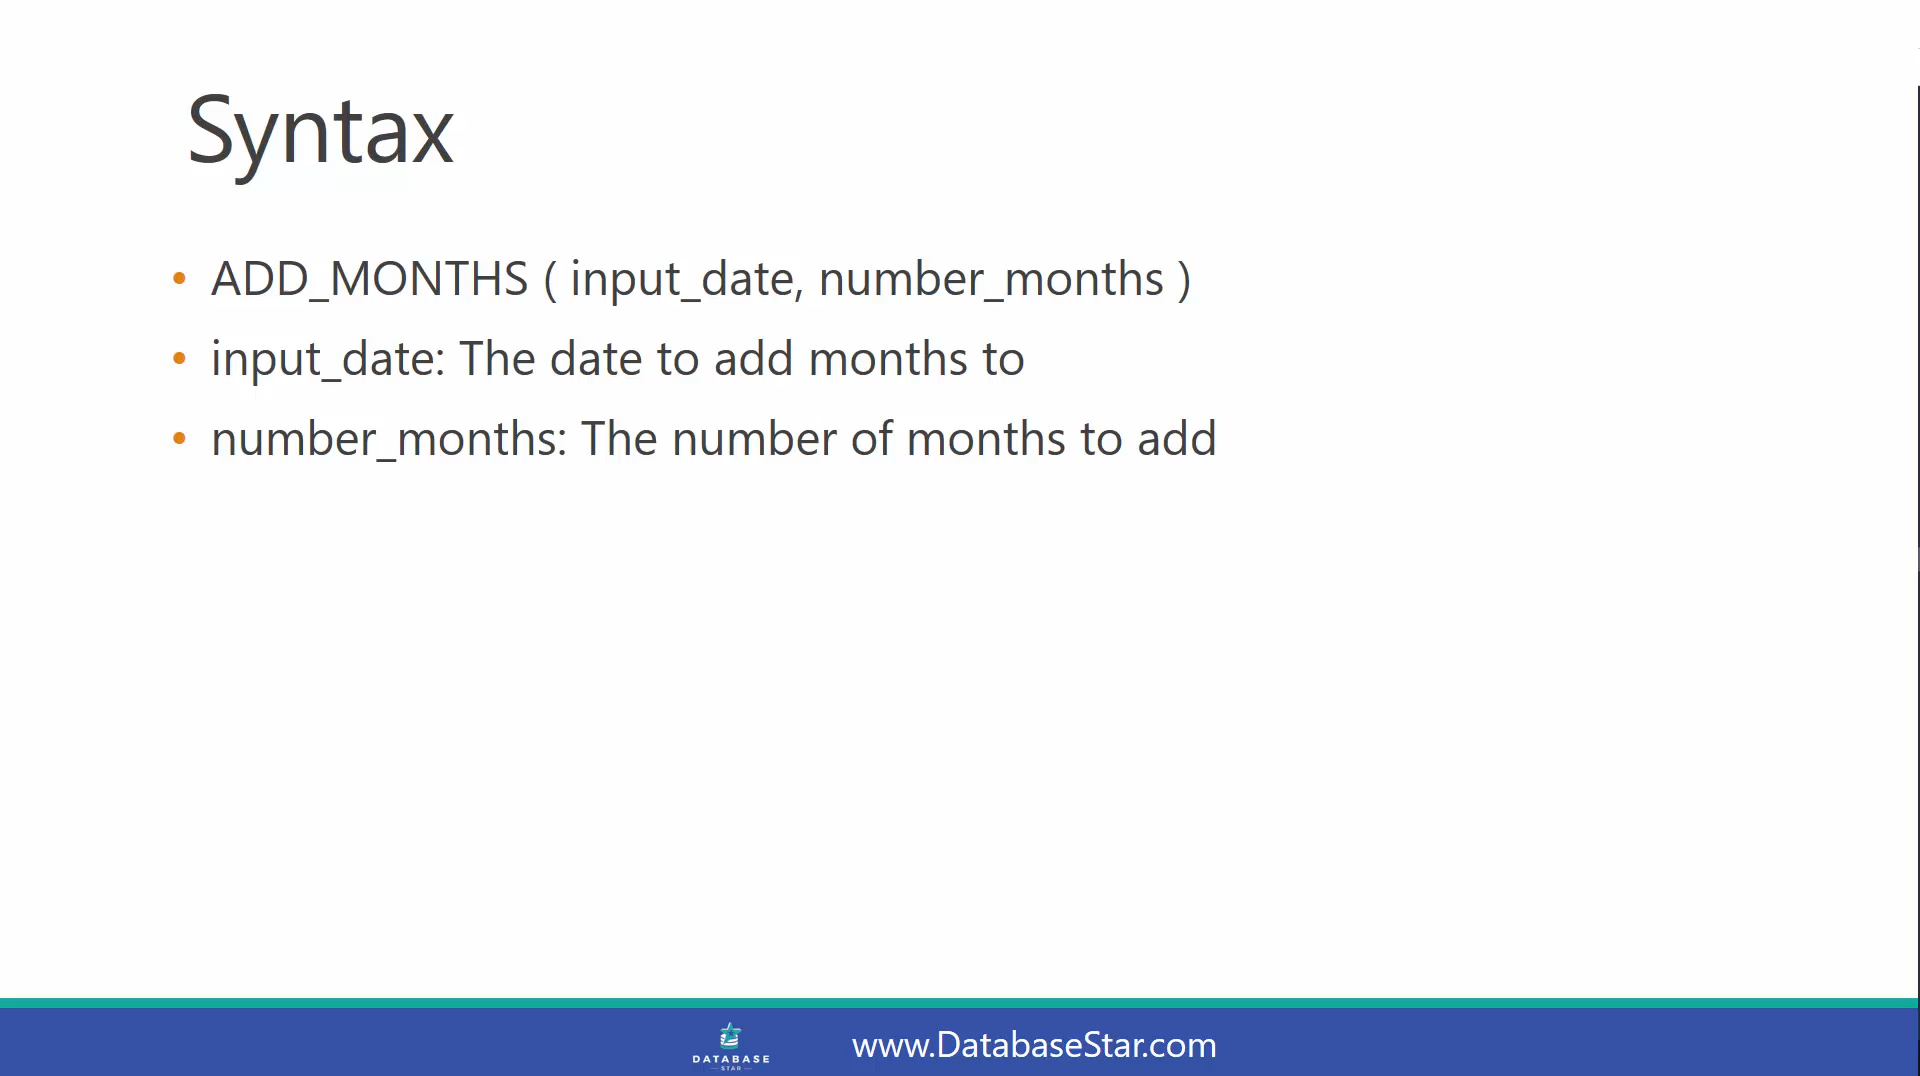 Syntax
• ADD_MONTHS ( input_date, number_months )
• input_date: The date to add months to
• number_months: The number of months to add
DATABASE
STAR
www.DatabaseStar.com